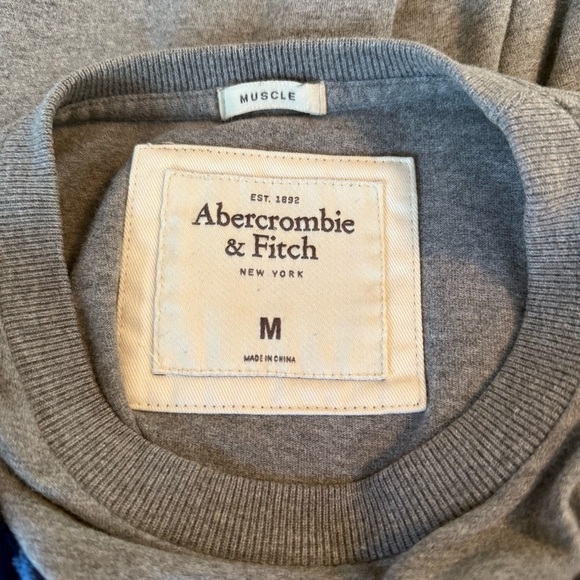 MUSCLE
EST. 1892
Abercrombie
& Fitch
NEW YORK
M
MADE IN CHINA